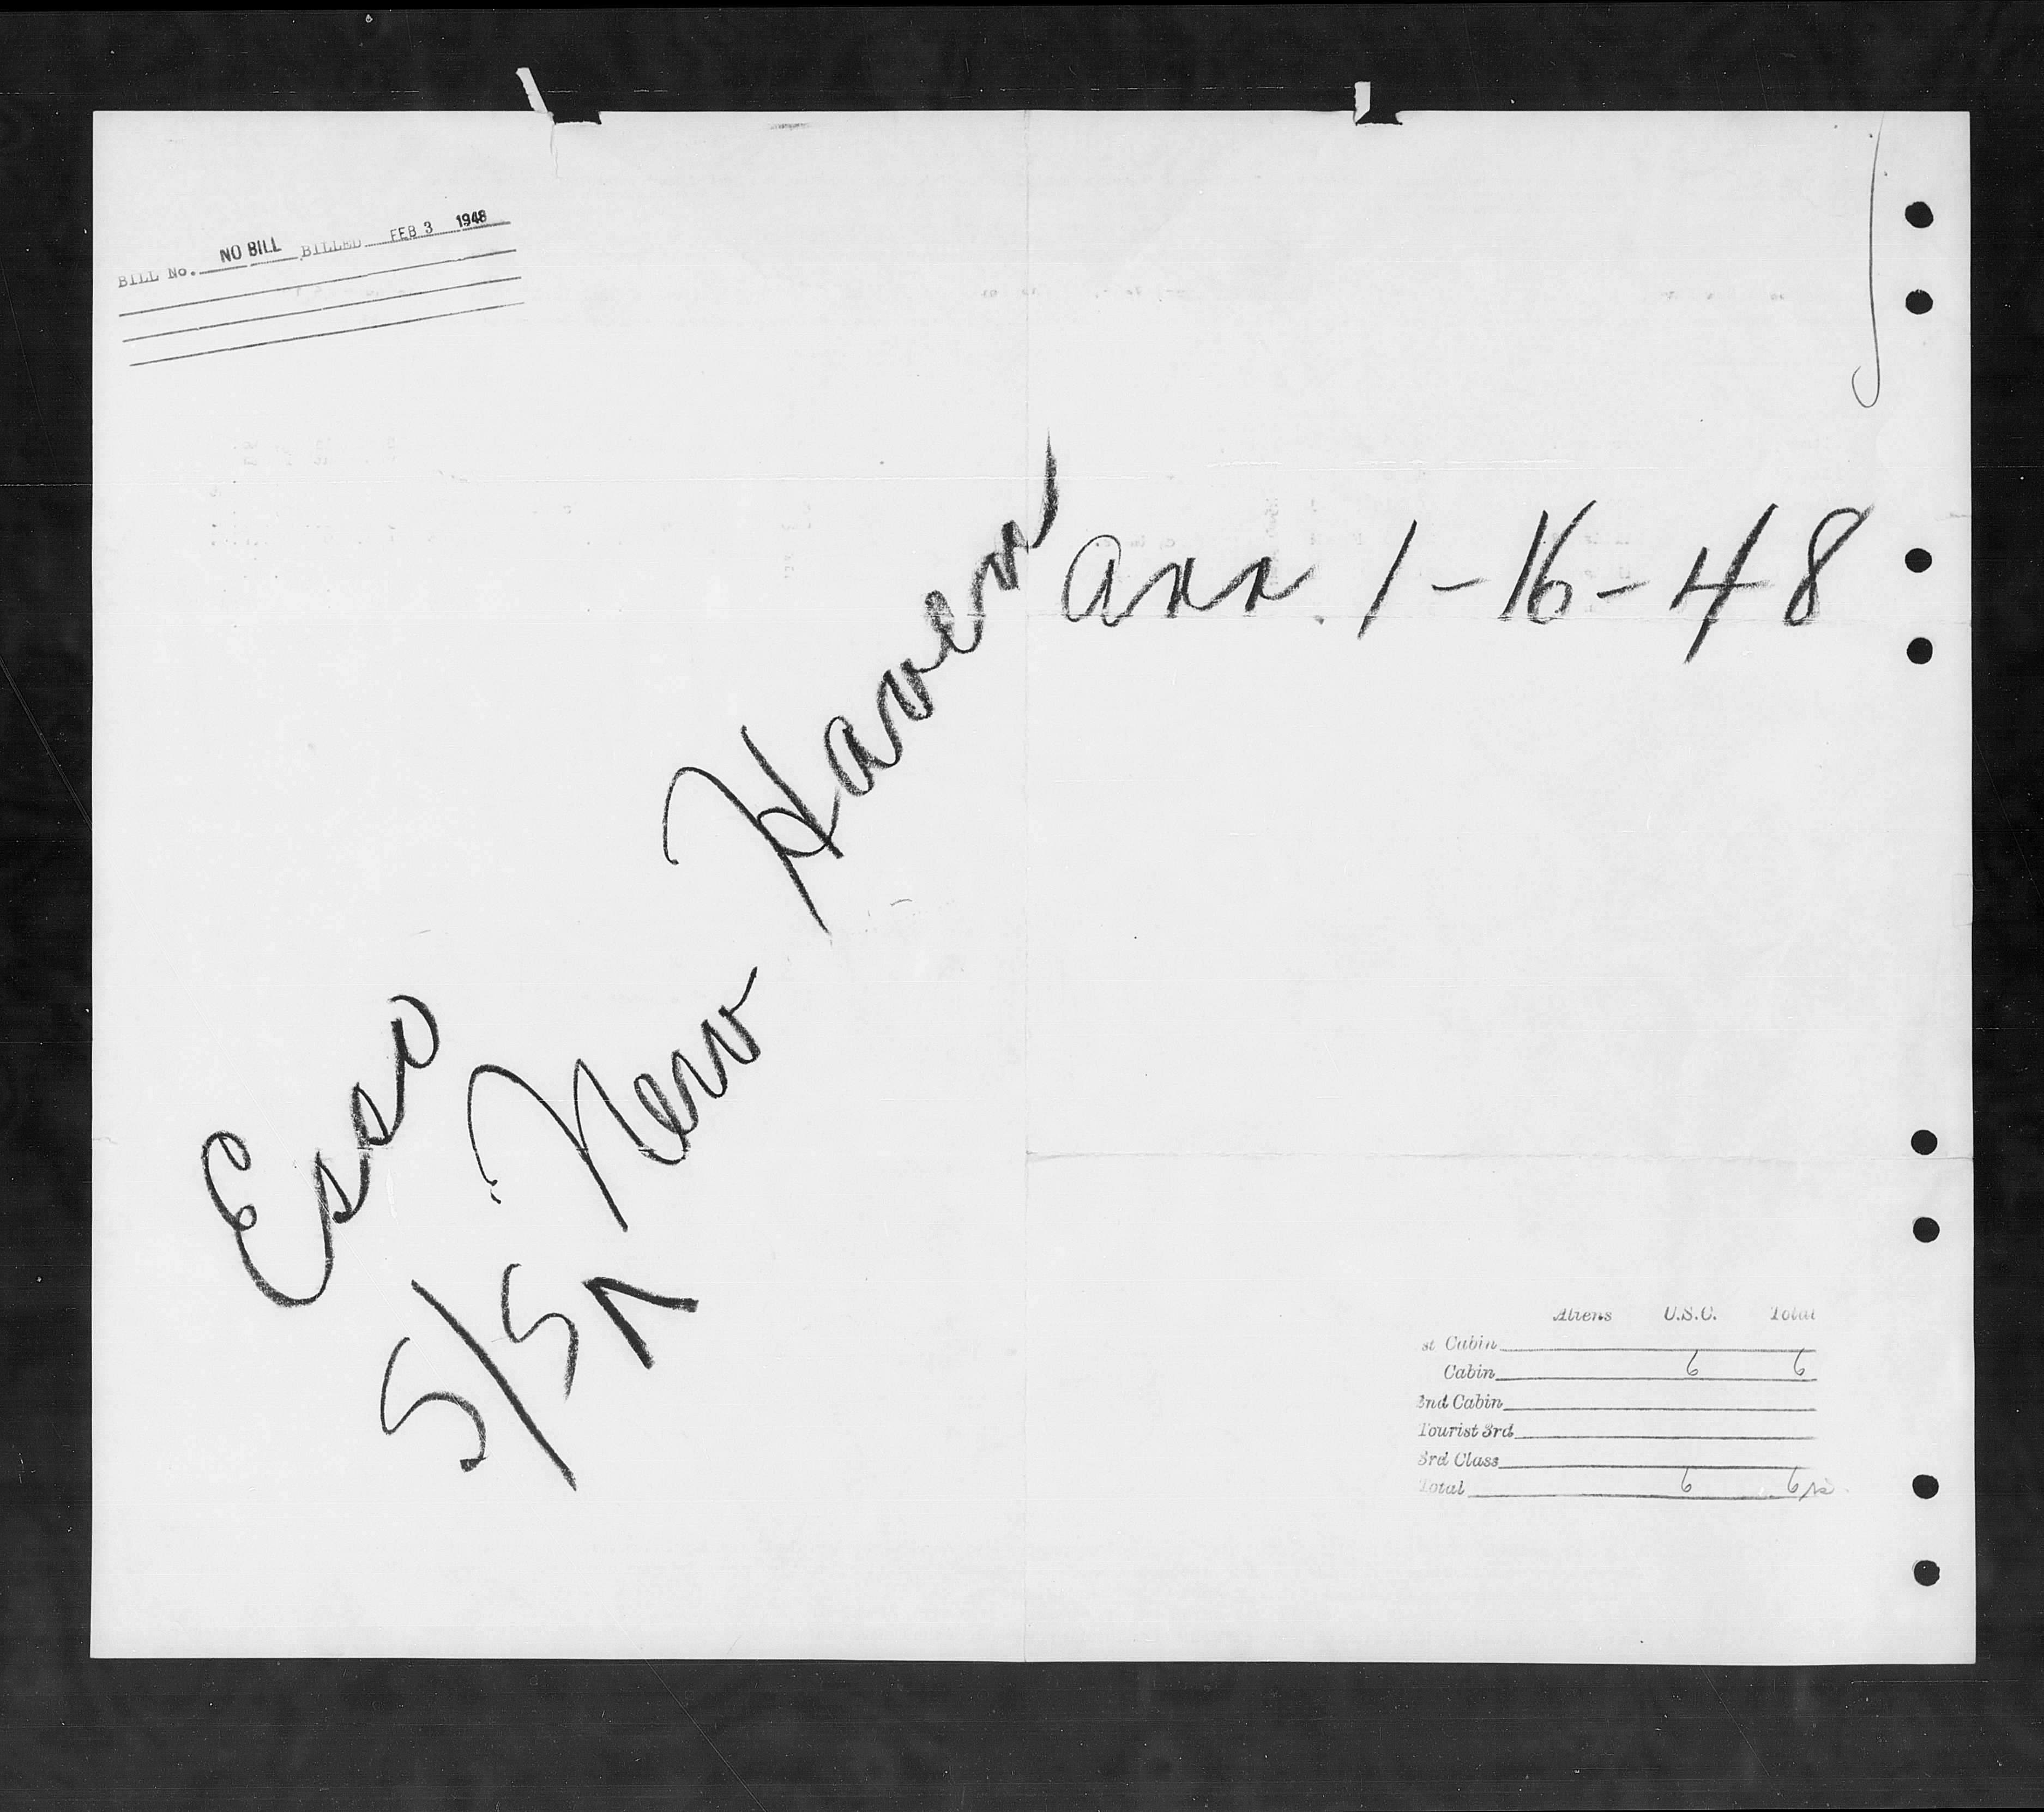 BILL No. NO BILL BILLED FEB 3 1948
Esso
S/S New Haven
arr. 1-16-48
Aliens U.S.C. Total
st Cabin
Cabin 6 6
2nd Cabin
Tourist 3rd
3rd Class
Total 6 6